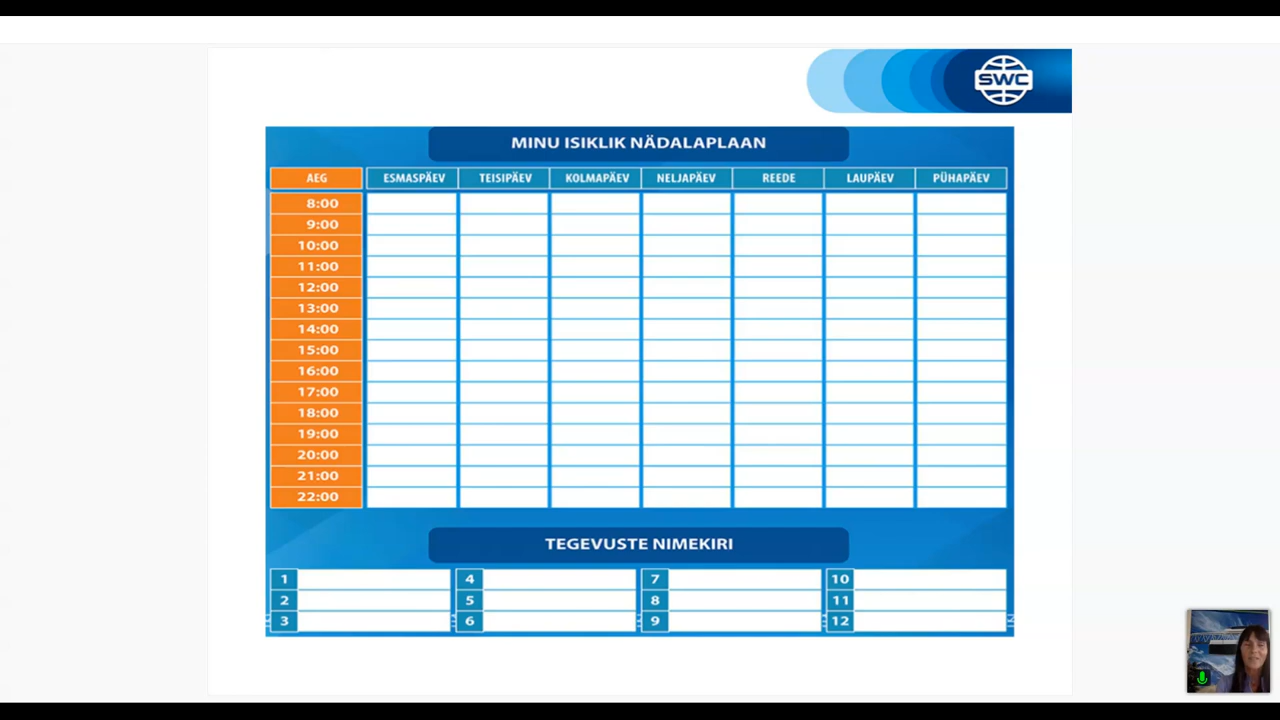 SWC
MINU ISIKLIK NÄDALAPLAAN
AEG ESMASPÄEV TEISIPÄEV KOLMAPÄEV NELJAPÄEV REEDE LAUPÄEV PÜHAPÄEV
8:00
9:00
10:00
11:00
12:00
13:00
14:00
15:00
16:00
17:00
18:00
19:00
20:00
21:00
22:00
TEGEVUSTE NIMEKIRI
1 4 7 10
2 5 8 11
3 6 9 12